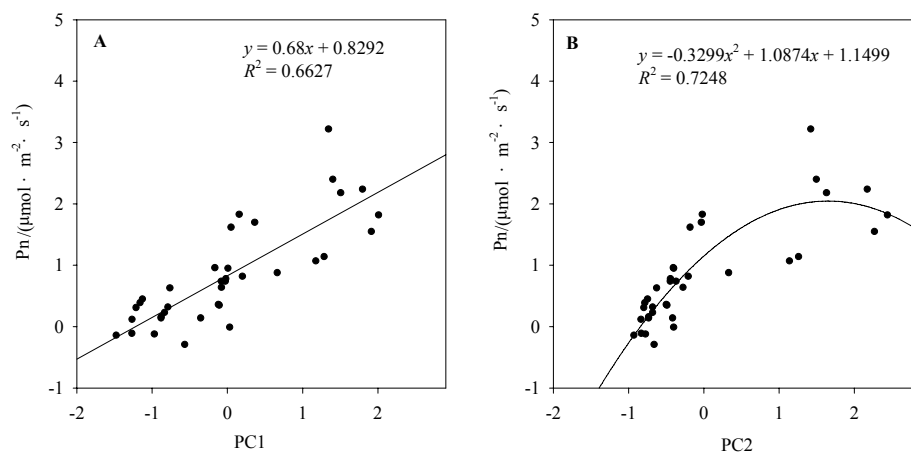 A
y = 0.68x + 0.8292
R² = 0.6627
Pn/(μmol · m⁻² · s⁻¹)
5
4
3
2
1
0
-1
-2
-1
0
1
2
PC1
B
y = -0.3299x² + 1.0874x + 1.1499
R² = 0.7248
Pn/(μmol · m⁻² · s⁻¹)
5
4
3
2
1
0
-1
-2
-1
0
1
2
PC2